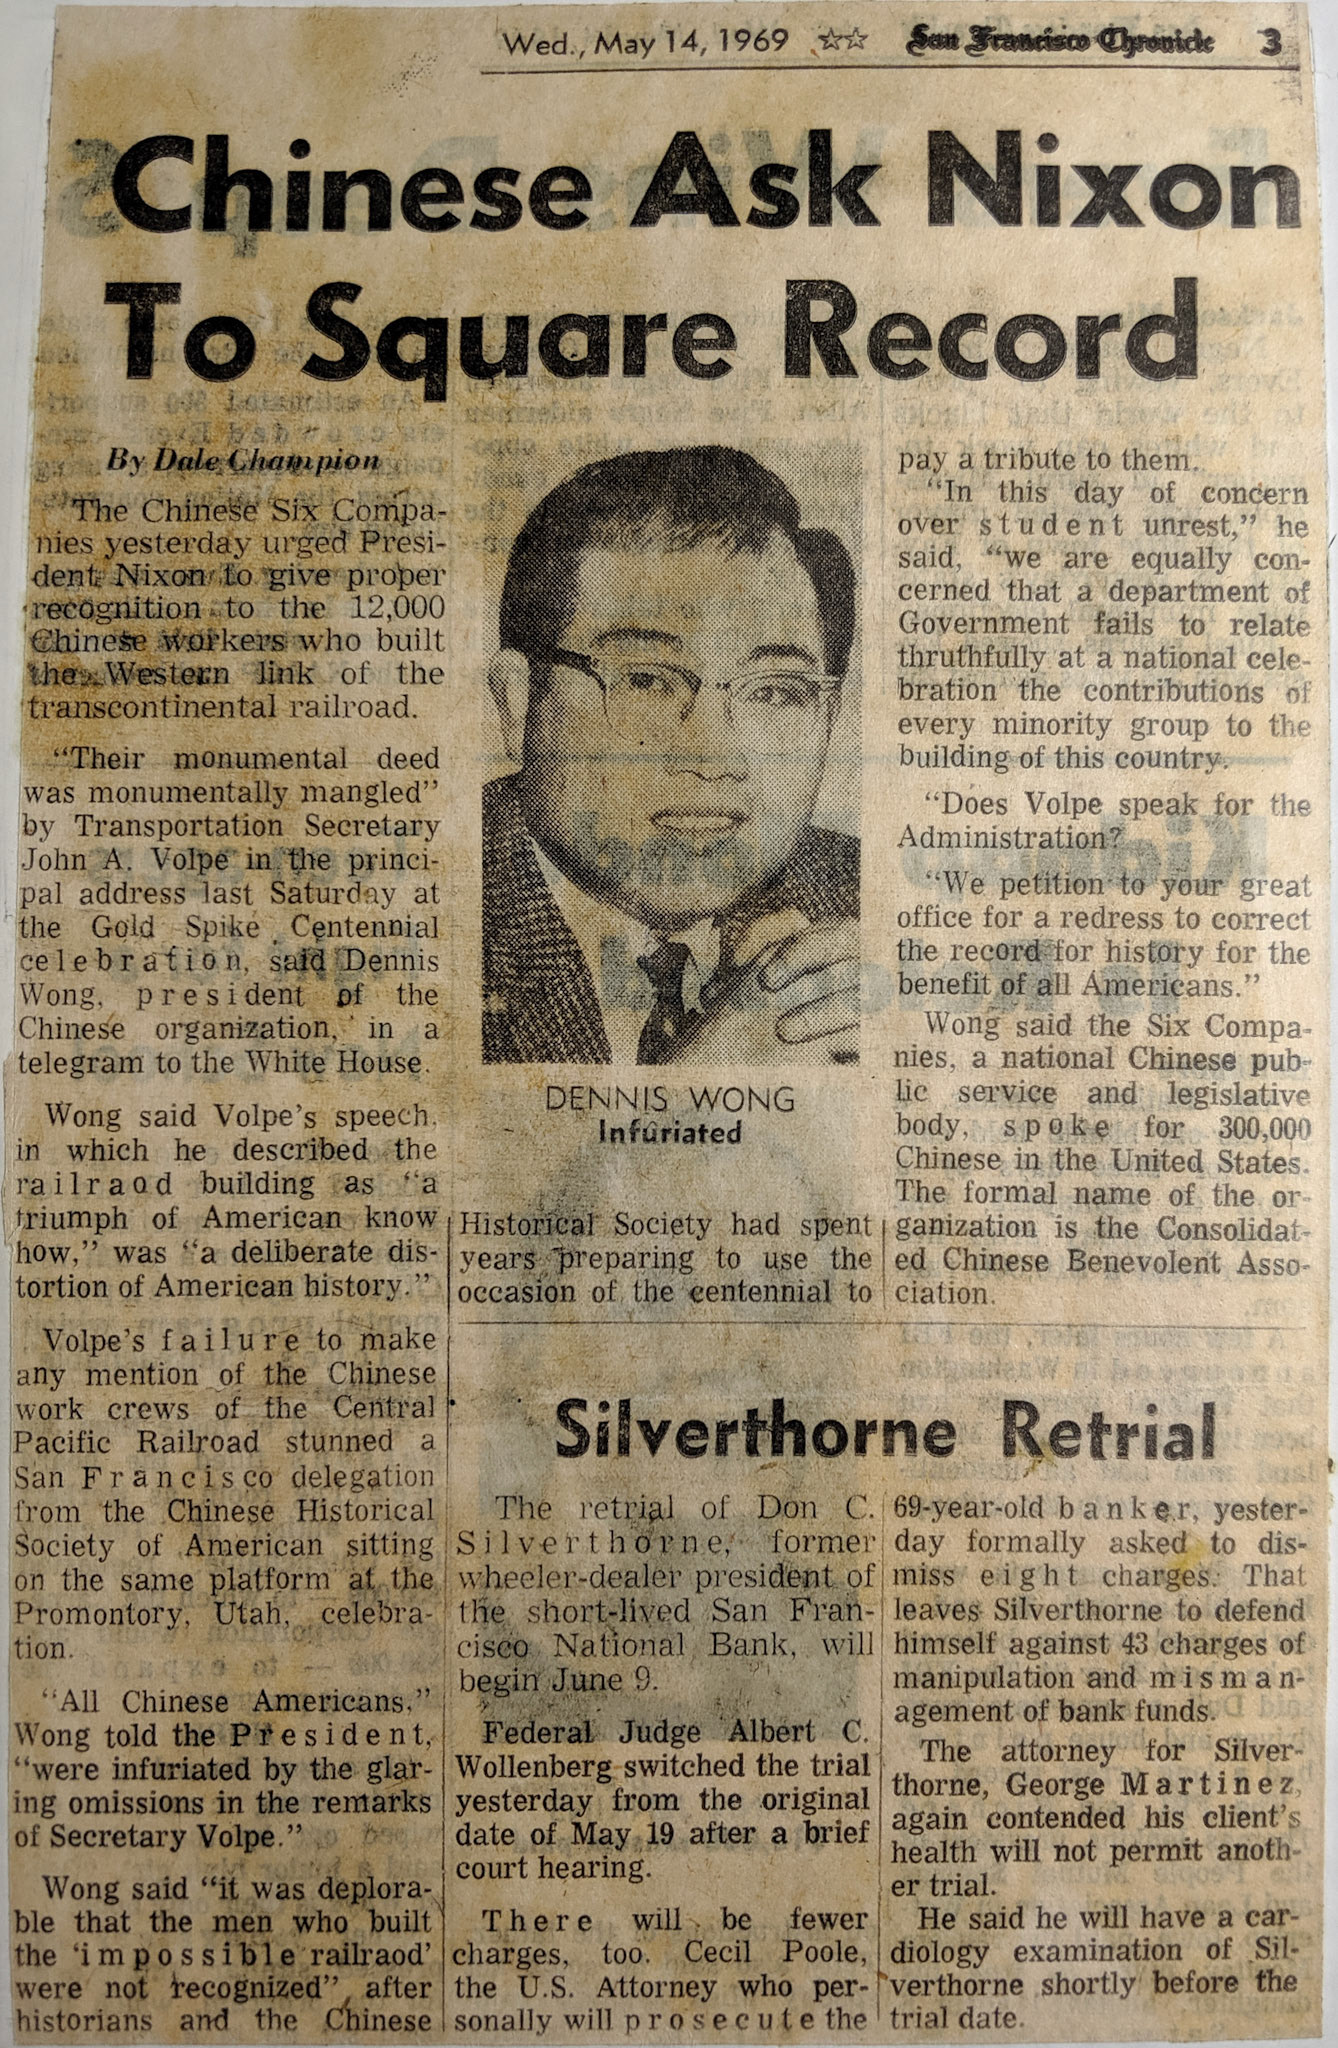 Wed., May 14, 1969 ☆☆ San Francisco Chronicle 3
Chinese Ask Nixon
To Square Record
By Dale Champion
The Chinese Six Compa-
nies yesterday urged Presi-
dent Nixon to give proper
recognition to the 12,000
Chinese workers who built
the Western link of the
transcontinental railroad.
"Their monumental deed
was monumentally mangled"
by Transportation Secretary
John A. Volpe in the princi-
pal address last Saturday at
the Gold Spike Centennial
celebration, said Dennis
Wong, president of the
Chinese organization, in a
telegram to the White House.
Wong said Volpe's speech,
in which he described the
railraod building as "a
triumph of American know
how," was "a deliberate dis-
tortion of American history."
Volpe's failure to make
any mention of the Chinese
work crews of the Central
Pacific Railroad stunned a
San Francisco delegation
from the Chinese Historical
Society of American sitting
on the same platform at the
Promontory, Utah, celebra-
tion.
"All Chinese Americans,"
Wong told the President,
"were infuriated by the glar-
ing omissions in the remarks
of Secretary Volpe."
Wong said "it was deplora-
ble that the men who built
the 'impossible railraod'
were not recognized" after
historians and the Chinese
DENNIS WONG
Infuriated
Historical Society had spent
years preparing to use the
occasion of the centennial to
pay a tribute to them.
"In this day of concern
over student unrest," he
said, "we are equally con-
cerned that a department of
Government fails to relate
thruthfully at a national cele-
bration the contributions of
every minority group to the
building of this country.
"Does Volpe speak for the
Administration?
"We petition to your great
office for a redress to correct
the record for history for the
benefit of all Americans."
Wong said the Six Compa-
nies, a national Chinese pub-
lic service and legislative
body, spoke for 300,000
Chinese in the United States.
The formal name of the or-
ganization is the Consolidat-
ed Chinese Benevolent Asso-
ciation.
Silverthorne Retrial
The retrial of Don C.
Silverthorne, former
wheeler-dealer president of
the short-lived San Fran-
cisco National Bank, will
begin June 9.
Federal Judge Albert C.
Wollenberg switched the trial
yesterday from the original
date of May 19 after a brief
court hearing.
There will be fewer
charges, too. Cecil Poole,
the U.S. Attorney who per-
sonally will prosecute the
69-year-old banker, yester-
day formally asked to dis-
miss eight charges. That
leaves Silverthorne to defend
himself against 43 charges of
manipulation and misman-
agement of bank funds.
The attorney for Silver-
thorne, George Martinez,
again contended his client's
health will not permit anoth-
er trial.
He said he will have a car-
diology examination of Sil-
verthorne shortly before the
trial date.